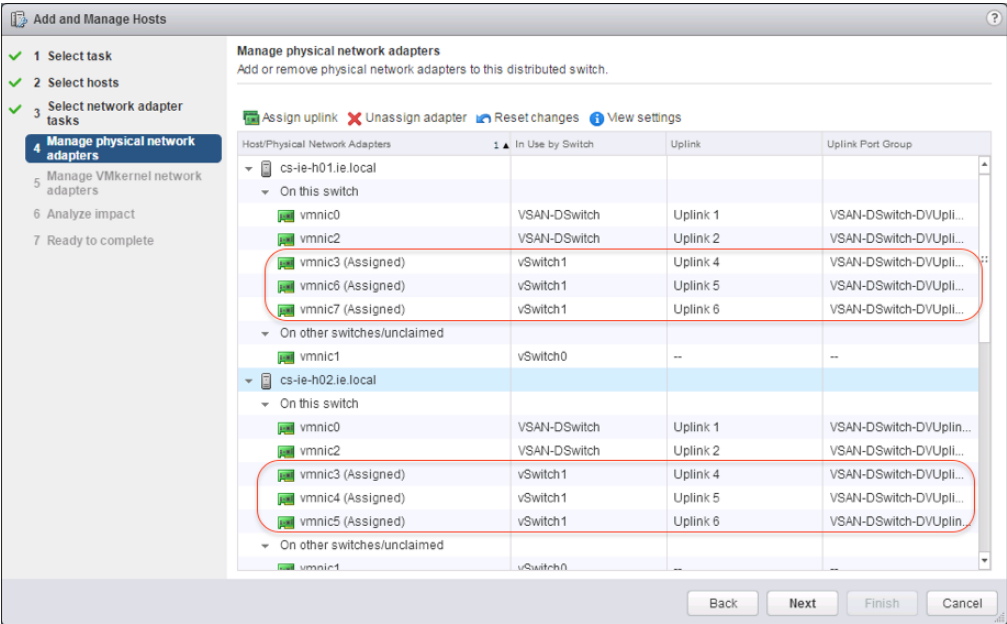 Add and Manage Hosts
?
1 Select task
2 Select hosts
3 Select network adapter
tasks
4 Manage physical network
adapters
5 Manage VMkernel network
adapters
6 Analyze impact
7 Ready to complete
Manage physical network adapters
Add or remove physical network adapters to this distributed switch.
Assign uplink Unassign adapter Reset changes View settings
Host/Physical Network Adapters 1 ▲ In Use by Switch Uplink Uplink Port Group
cs-ie-h01.ie.local
On this switch
vmnic0 VSAN-DSwitch Uplink 1 VSAN-DSwitch-DVUpli...
vmnic2 VSAN-DSwitch Uplink 2 VSAN-DSwitch-DVUpli...
vmnic3 (Assigned) vSwitch1 Uplink 4 VSAN-DSwitch-DVUpli...
vmnic6 (Assigned) vSwitch1 Uplink 5 VSAN-DSwitch-DVUpli...
vmnic7 (Assigned) vSwitch1 Uplink 6 VSAN-DSwitch-DVUpli...
On other switches/unclaimed
vmnic1 vSwitch0 -- --
cs-ie-h02.ie.local
On this switch
vmnic0 VSAN-DSwitch Uplink 1 VSAN-DSwitch-DVUplin...
vmnic2 VSAN-DSwitch Uplink 2 VSAN-DSwitch-DVUpli...
vmnic3 (Assigned) vSwitch1 Uplink 4 VSAN-DSwitch-DVUpli...
vmnic4 (Assigned) vSwitch1 Uplink 5 VSAN-DSwitch-DVUpli...
vmnic5 (Assigned) vSwitch1 Uplink 6 VSAN-DSwitch-DVUplin...
On other switches/unclaimed
vmnic1 vSwitch0 -- --
Back Next Finish Cancel